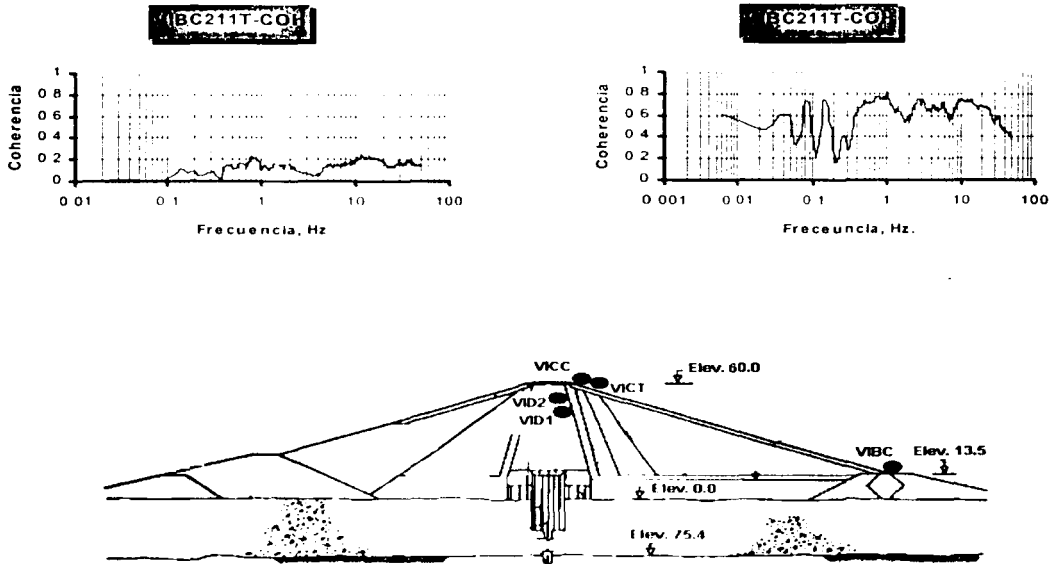 BC211T-COH
BC211T-COH
Coherencia
1
0 8
0 6
0 4
0 2
0
0 01
0 1
1
10
100
Frecuencia, Hz
Coherencia
1
0 8
0 6
0 4
0 2
0
0 001
0 01
0 1
1
10
100
Freceuncia, Hz.
VICC
VICT
Elev. 60.0
VID2
VID1
VIBC
Elev. 13.5
Elev. 0.0
Elev. 75.4